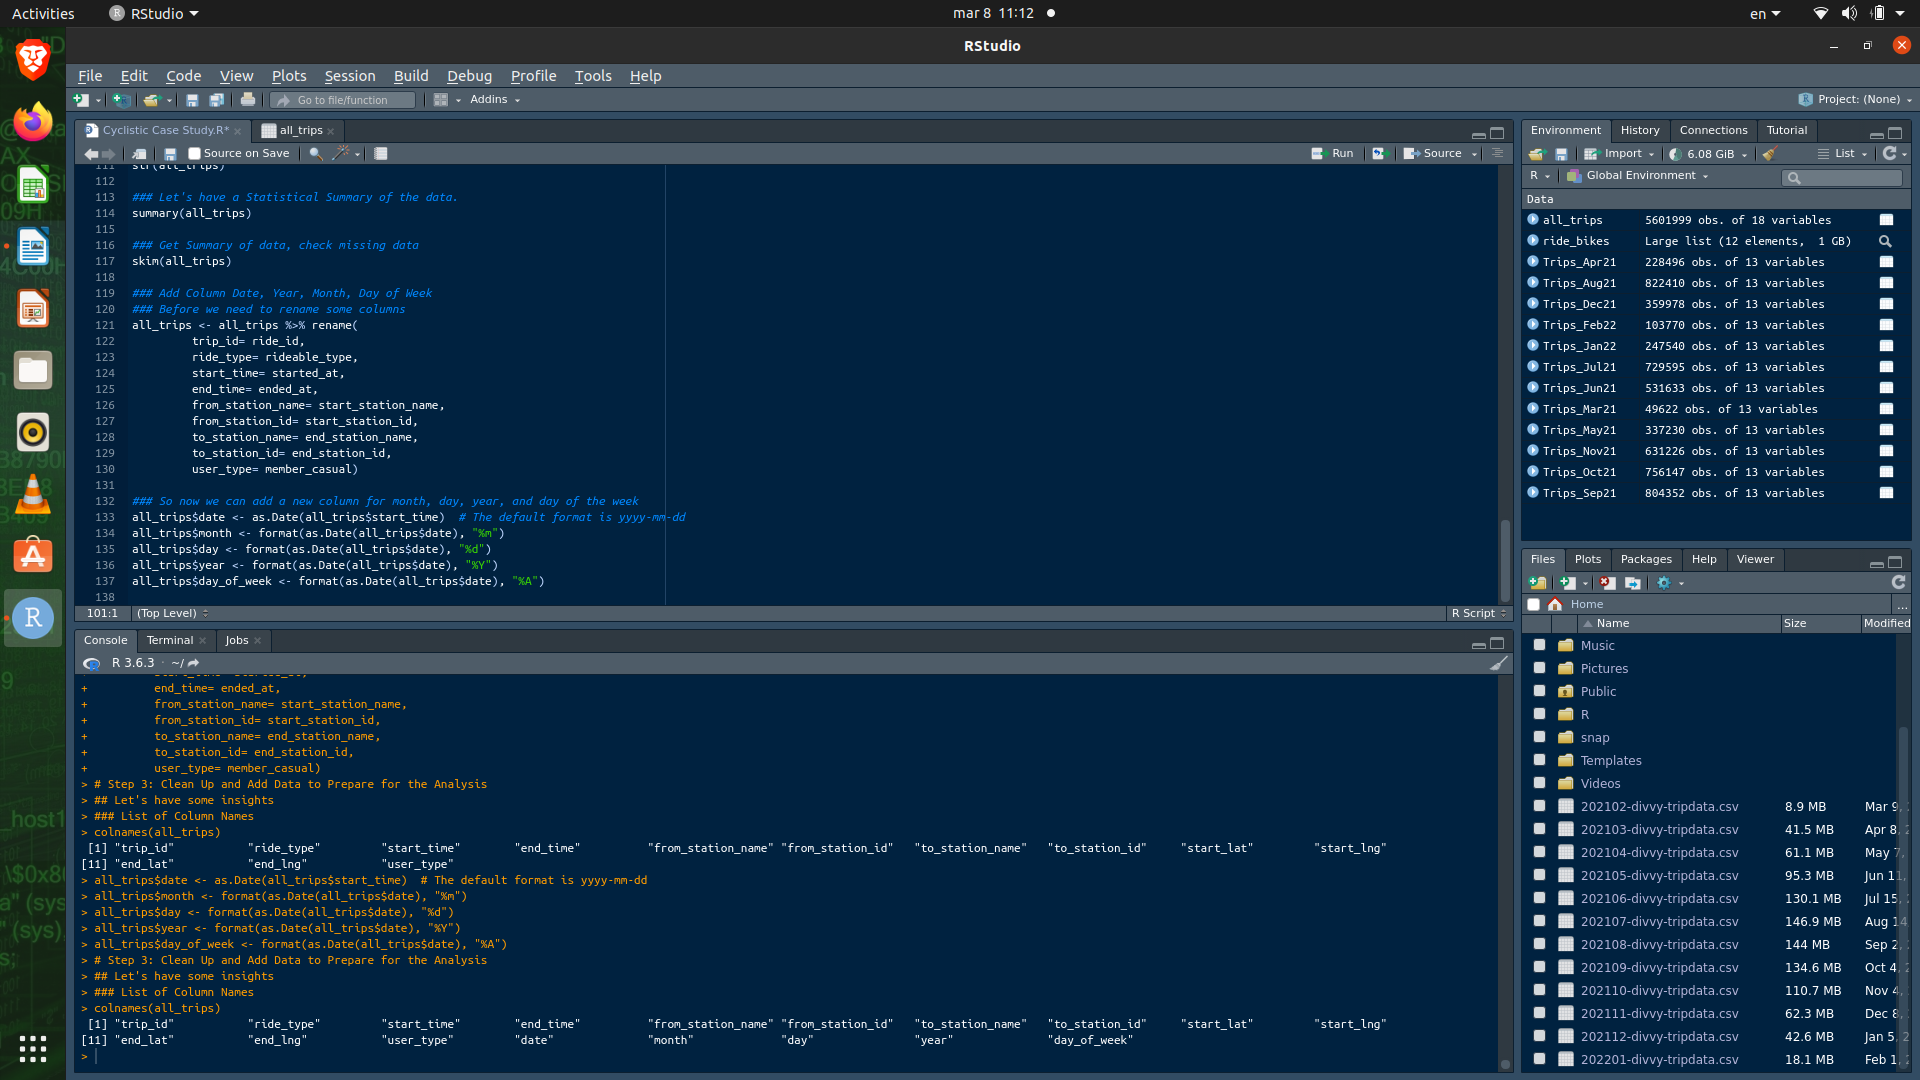 Activities
RStudio
mar 8 11:12
en
RStudio
File Edit Code View Plots Session Build Debug Profile Tools Help
Go to file/function
Addins
Project: (None)
Cyclistic Case Study.R*
all_trips
Source on Save
Run
Source
111 str(all_trips)
112
113 ### Let's have a Statistical Summary of the data.
114 summary(all_trips)
115
116 ### Get Summary of data, check missing data
117 skim(all_trips)
118
119 ### Add Column Date, Year, Month, Day of Week
120 ### Before we need to rename some columns
121 all_trips <- all_trips %>% rename(
122 trip_id= ride_id,
123 ride_type= rideable_type,
124 start_time= started_at,
125 end_time= ended_at,
126 from_station_name= start_station_name,
127 from_station_id= start_station_id,
128 to_station_name= end_station_name,
129 to_station_id= end_station_id,
130 user_type= member_casual)
131
132 ### So now we can add a new column for month, day, year, and day of the week
133 all_trips$date <- as.Date(all_trips$start_time)  # The default format is yyyy-mm-dd
134 all_trips$month <- format(as.Date(all_trips$date), "%m")
135 all_trips$day <- format(as.Date(all_trips$date), "%d")
136 all_trips$year <- format(as.Date(all_trips$date), "%Y")
137 all_trips$day_of_week <- format(as.Date(all_trips$date), "%A")
138
101:1 (Top Level) R Script
Console Terminal Jobs
R 3.6.3 · ~/
+ end_time= ended_at,
+ from_station_name= start_station_name,
+ from_station_id= start_station_id,
+ to_station_name= end_station_name,
+ to_station_id= end_station_id,
+ user_type= member_casual)
> # Step 3: Clean Up and Add Data to Prepare for the Analysis
> ## Let's have some insights
> ### List of Column Names
> colnames(all_trips)
[1] "trip_id" "ride_type" "start_time" "end_time" "from_station_name" "from_station_id" "to_station_name" "to_station_id" "start_lat" "start_lng"
[11] "end_lat" "end_lng" "user_type"
> all_trips$date <- as.Date(all_trips$start_time)  # The default format is yyyy-mm-dd
> all_trips$month <- format(as.Date(all_trips$date), "%m")
> all_trips$day <- format(as.Date(all_trips$date), "%d")
> all_trips$year <- format(as.Date(all_trips$date), "%Y")
> all_trips$day_of_week <- format(as.Date(all_trips$date), "%A")
> # Step 3: Clean Up and Add Data to Prepare for the Analysis
> ## Let's have some insights
> ### List of Column Names
> colnames(all_trips)
[1] "trip_id" "ride_type" "start_time" "end_time" "from_station_name" "from_station_id" "to_station_name" "to_station_id" "start_lat" "start_lng"
[11] "end_lat" "end_lng" "user_type" "date" "month" "day" "year" "day_of_week"
>
Environment History Connections Tutorial
Import 6.08 GiB List
R Global Environment
Data
all_trips 5601999 obs. of 18 variables
ride_bikes Large list (12 elements, 1 GB)
Trips_Apr21 228496 obs. of 13 variables
Trips_Aug21 822410 obs. of 13 variables
Trips_Dec21 359978 obs. of 13 variables
Trips_Feb22 103770 obs. of 13 variables
Trips_Jan22 247540 obs. of 13 variables
Trips_Jul21 729595 obs. of 13 variables
Trips_Jun21 531633 obs. of 13 variables
Trips_Mar21 49622 obs. of 13 variables
Trips_May21 337230 obs. of 13 variables
Trips_Nov21 631226 obs. of 13 variables
Trips_Oct21 756147 obs. of 13 variables
Trips_Sep21 804352 obs. of 13 variables
Files Plots Packages Help Viewer
Home ...
Name Size Modified
Music
Pictures
Public
R
snap
Templates
Videos
202102-divvy-tripdata.csv 8.9 MB Mar 9,
202103-divvy-tripdata.csv 41.5 MB Apr 8,
202104-divvy-tripdata.csv 61.1 MB May 7,
202105-divvy-tripdata.csv 95.3 MB Jun 11,
202106-divvy-tripdata.csv 130.1 MB Jul 15,
202107-divvy-tripdata.csv 146.9 MB Aug 14
202108-divvy-tripdata.csv 144 MB Sep 2,
202109-divvy-tripdata.csv 134.6 MB Oct 4,
202110-divvy-tripdata.csv 110.7 MB Nov 4,
202111-divvy-tripdata.csv 62.3 MB Dec 8,
202112-divvy-tripdata.csv 42.6 MB Jan 5,
202201-divvy-tripdata.csv 18.1 MB Feb 1,